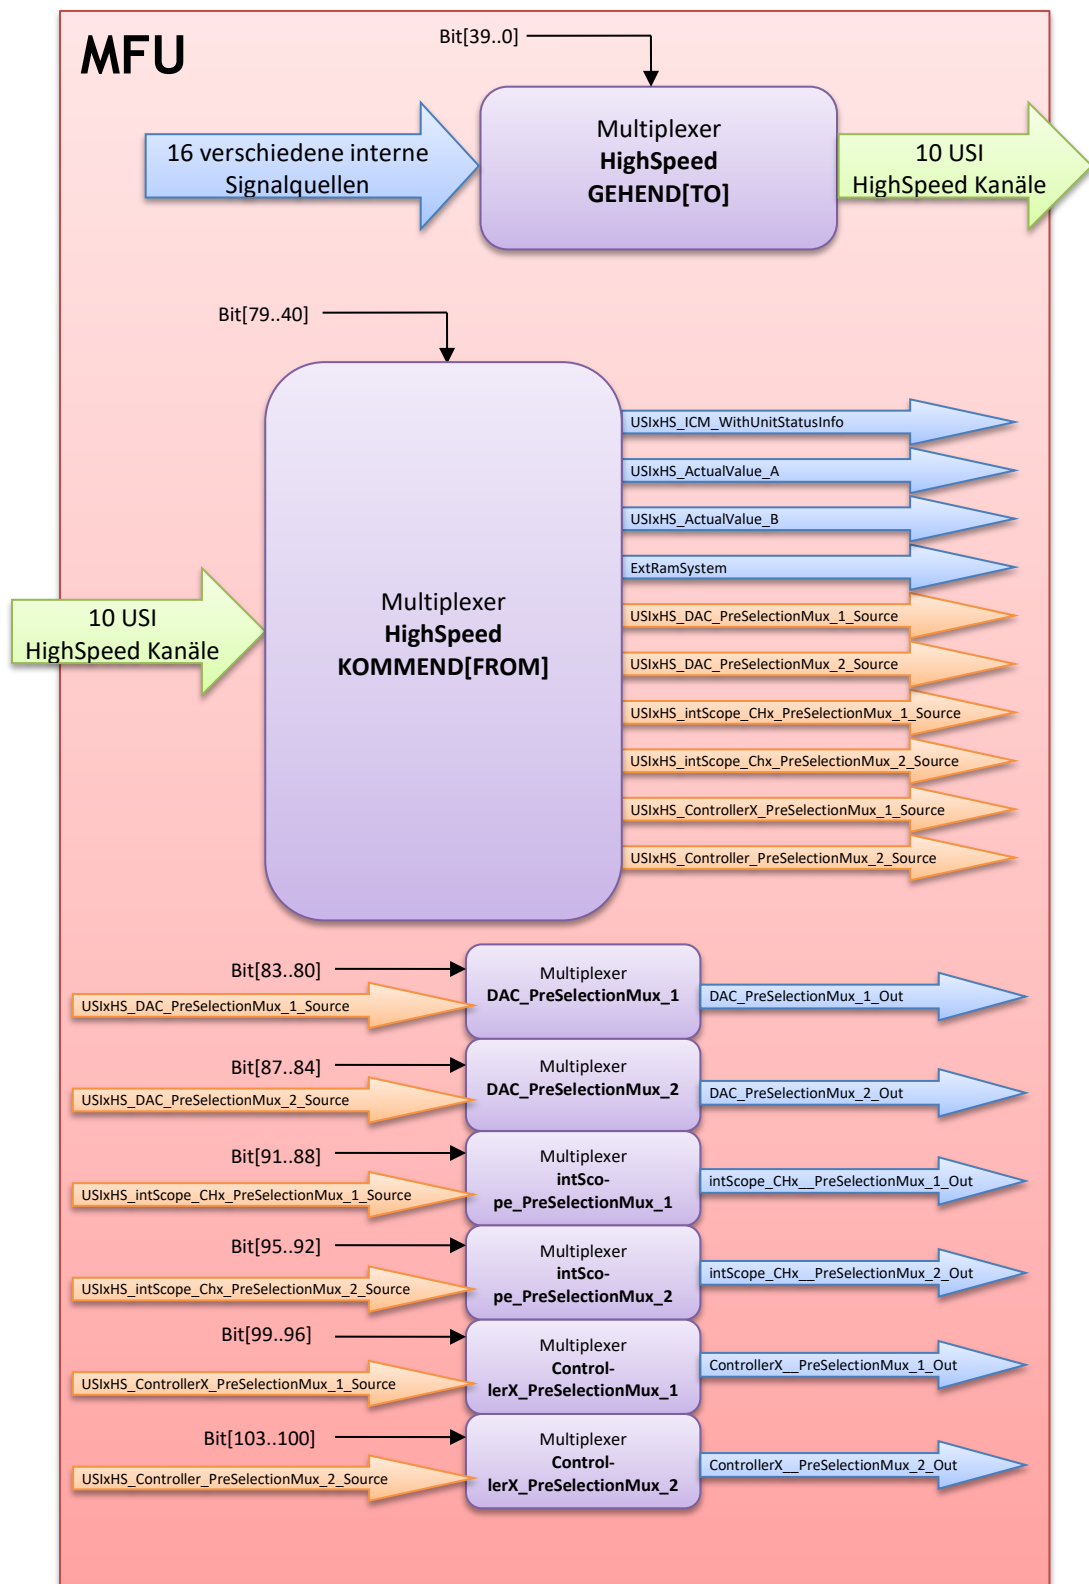 MFU
Bit[39..0]
16 verschiedene interne
Signalquellen
Multiplexer
HighSpeed
GEHEND[TO]
10 USI
HighSpeed Kanäle
Bit[79..40]
10 USI
HighSpeed Kanäle
Multiplexer
HighSpeed
KOMMEND[FROM]
USIxHS_ICM_WithUnitStatusInfo
USIxHS_ActualValue_A
USIxHS_ActualValue_B
ExtRamSystem
USIxHS_DAC_PreSelectionMux_1_Source
USIxHS_DAC_PreSelectionMux_2_Source
USIxHS_intScope_CHx_PreSelectionMux_1_Source
USIxHS_intScope_Chx_PreSelectionMux_2_Source
USIxHS_ControllerX_PreSelectionMux_1_Source
USIxHS_Controller_PreSelectionMux_2_Source
Bit[83..80]
USIxHS_DAC_PreSelectionMux_1_Source
Multiplexer
DAC_PreSelectionMux_1
DAC_PreSelectionMux_1_Out
Bit[87..84]
USIxHS_DAC_PreSelectionMux_2_Source
Multiplexer
DAC_PreSelectionMux_2
DAC_PreSelectionMux_2_Out
Bit[91..88]
USIxHS_intScope_CHx_PreSelectionMux_1_Source
Multiplexer
intSco-
pe_PreSelectionMux_1
intScope_CHx__PreSelectionMux_1_Out
Bit[95..92]
USIxHS_intScope_Chx_PreSelectionMux_2_Source
Multiplexer
intSco-
pe_PreSelectionMux_2
intScope_CHx__PreSelectionMux_2_Out
Bit[99..96]
USIxHS_ControllerX_PreSelectionMux_1_Source
Multiplexer
Control-
lerX_PreSelectionMux_1
ControllerX__PreSelectionMux_1_Out
Bit[103..100]
USIxHS_Controller_PreSelectionMux_2_Source
Multiplexer
Control-
lerX_PreSelectionMux_2
ControllerX__PreSelectionMux_2_Out